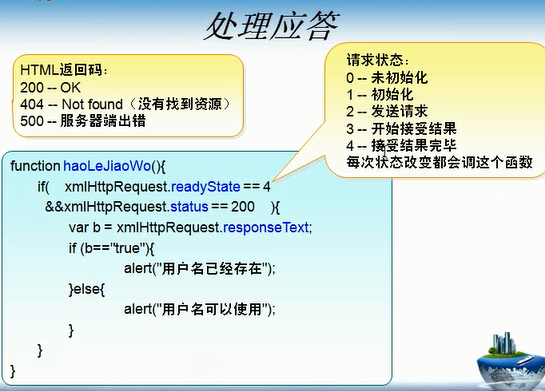 处理应答
HTML返回码：
200 -- OK
404 -- Not found（没有找到资源）
500 -- 服务器端出错
请求状态：
0 -- 未初始化
1 -- 初始化
2 -- 发送请求
3 -- 开始接受结果
4 -- 接受结果完毕
每次状态改变都会调这个函数
function haoLeJiaoWo(){
if( xmlHttpRequest.readyState == 4
&&xmlHttpRequest.status == 200 ){
var b = xmlHttpRequest.responseText;
if (b=="true"){
alert("用户名已经存在");
}else{
alert("用户名可以使用");
}
}
}